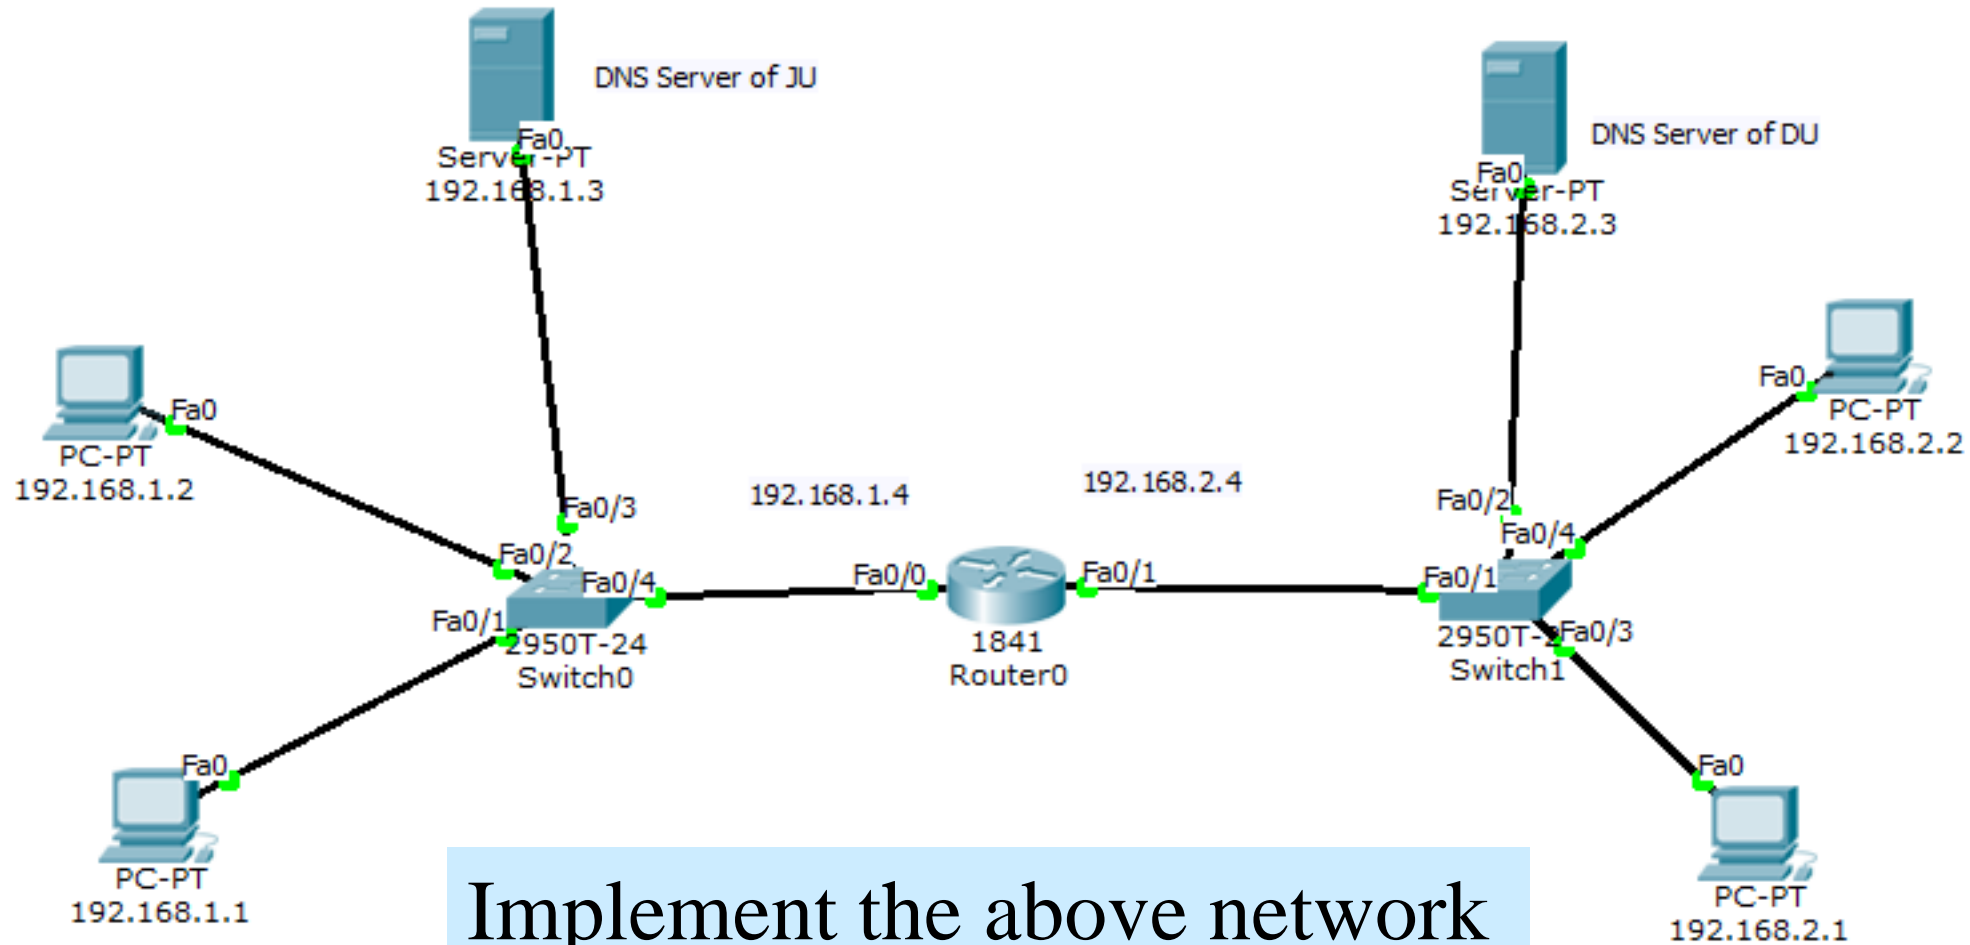 DNS Server of JU
Fa0
Server-PT
192.168.1.3
DNS Server of DU
Fa0
Server-PT
192.168.2.3
Fa0
PC-PT
192.168.1.2
Fa0
PC-PT
192.168.2.2
Fa0/3
Fa0/2
Fa0/4
Fa0/1
2950T-24
Switch0
192.168.1.4
192.168.2.4
Fa0/0
Fa0/1
1841
Router0
Fa0/2
Fa0/4
Fa0/1
Fa0/3
2950T-2
Switch1
Fa0
PC-PT
192.168.1.1
Fa0
PC-PT
192.168.2.1
Implement the above network